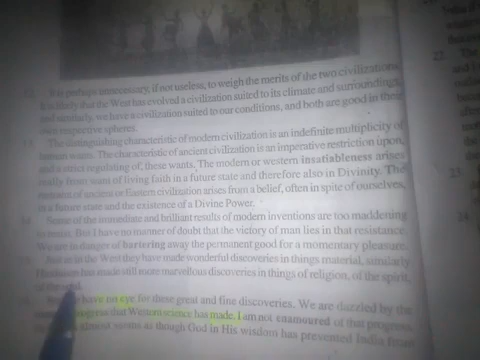 12. It is perhaps unnecessary, if not useless, to weigh the merits of the two civilizations.
It is likely that the West has evolved a civilization suited to its climate and surroundings,
and similarly, we have a civilization suited to our conditions, and both are good in their
own respective spheres.
13. The distinguishing characteristic of modern civilization is an indefinite multiplicity of
human wants. The characteristic of ancient civilization is an imperative restriction upon,
and a strict regulating of, these wants. The modern or western insatiableness arises
really from want of living faith in a future state and therefore also in Divinity. The
restraint of ancient or Eastern civilization arises from a belief, often in spite of ourselves,
in a future state and the existence of a Divine Power.
14. Some of the immediate and brilliant results of modern inventions are too maddening
to resist. But I have no manner of doubt that the victory of man lies in that resistance.
We are in danger of bartering away the permanent good for a momentary pleasure.
15. Just as in the West they have made wonderful discoveries in things material, similarly
Hinduism has made still more marvellous discoveries in things of religion, of the spirit,
of the soul.
have no eye for these great and fine discoveries. We are dazzled by the
progress that Western science has made. I am not enamoured of that progress.
almost seems as though God in His wisdom has prevented India from
22. The
23.
24.